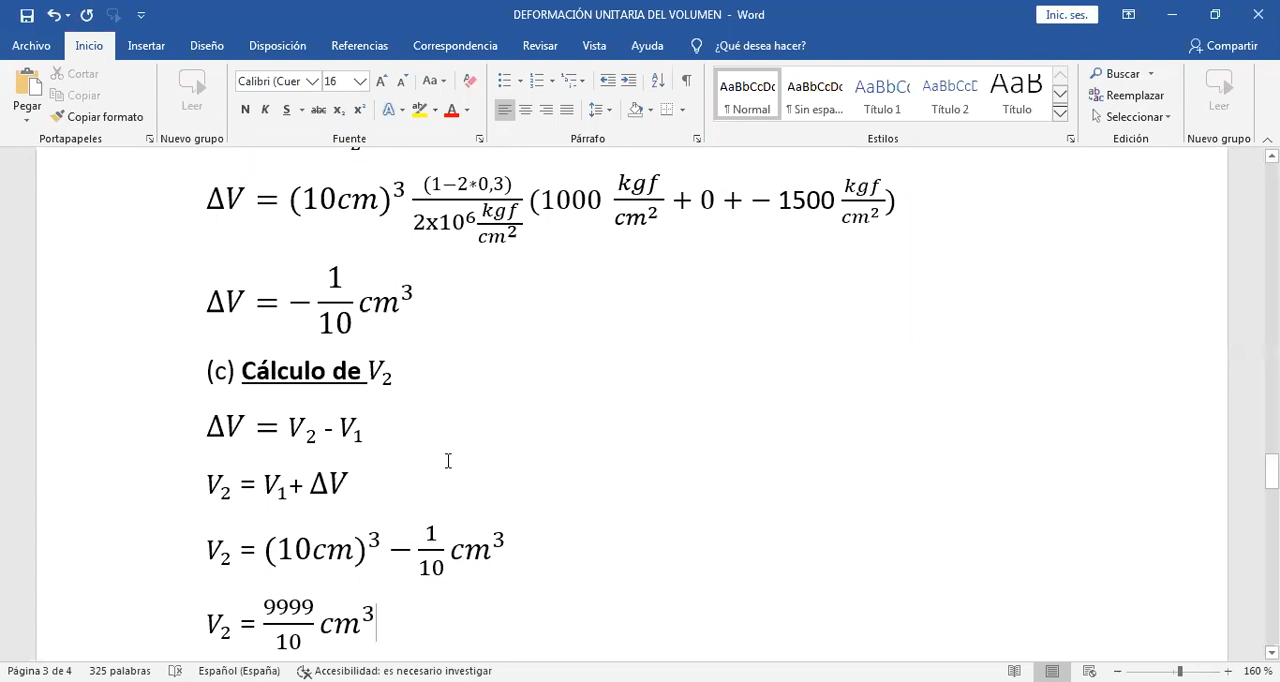 DEFORMACIÓN UNITARIA DEL VOLUMEN - Word
Inic. ses.
Archivo Inicio Insertar Diseño Disposición Referencias Correspondencia Revisar Vista Ayuda ¿Qué desea hacer? Compartir
Pegar
Cortar
Copiar
Copiar formato
Leer
Calibri (Cuer 16
N K S abc x₂ x²
AaBbCcDc AaBbCcDc AaBbCc AaBbCcD AaB
¶ Normal ¶ Sin espa... Título 1 Título 2 Título
Buscar
Reemplazar
Seleccionar
Leer
Portapapeles Nuevo grupo Fuente Párrafo Estilos Edición Nuevo grupo
ΔV = (10cm)³ (1−2*0,3)/(2x10⁶ kgf/cm²) (1000 kgf/cm² + 0 + − 1500 kgf/cm²)
ΔV = − 1/10 cm³
(c) Cálculo de V₂
ΔV = V₂ - V₁
V₂ = V₁+ ΔV
V₂ = (10cm)³ − 1/10 cm³
V₂ = 9999/10 cm³
Página 3 de 4 325 palabras Español (España) Accesibilidad: es necesario investigar 160 %